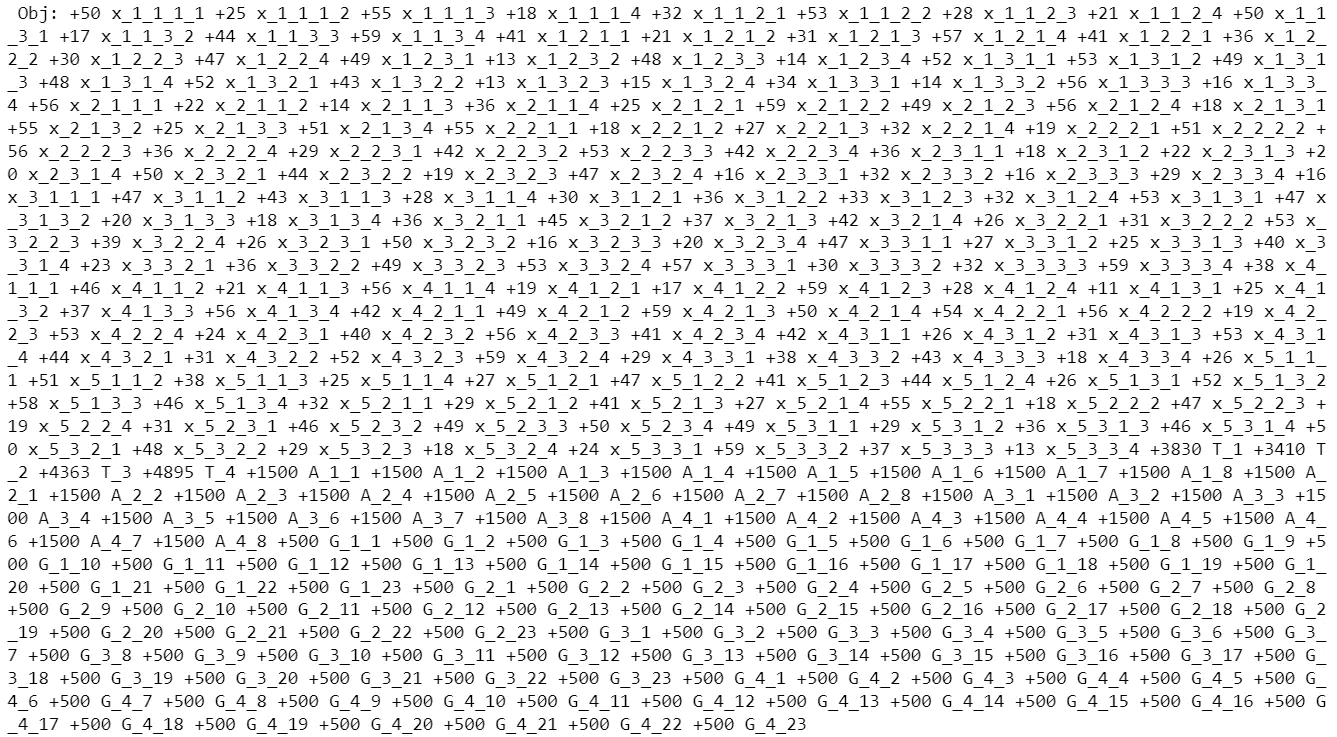 Obj: +50 x_1_1_1_1 +25 x_1_1_1_2 +55 x_1_1_1_3 +18 x_1_1_1_4 +32 x_1_1_2_1 +53 x_1_1_2_2 +28 x_1_1_2_3 +21 x_1_1_2_4 +50 x_1_1
_3_1 +17 x_1_1_3_2 +44 x_1_1_3_3 +59 x_1_1_3_4 +41 x_1_2_1_1 +21 x_1_2_1_2 +31 x_1_2_1_3 +57 x_1_2_1_4 +41 x_1_2_2_1 +36 x_1_2_
2_2 +30 x_1_2_2_3 +47 x_1_2_2_4 +49 x_1_2_3_1 +13 x_1_2_3_2 +48 x_1_2_3_3 +14 x_1_2_3_4 +52 x_1_3_1_1 +53 x_1_3_1_2 +49 x_1_3_1
_3 +48 x_1_3_1_4 +52 x_1_3_2_1 +43 x_1_3_2_2 +13 x_1_3_2_3 +15 x_1_3_2_4 +34 x_1_3_3_1 +14 x_1_3_3_2 +56 x_1_3_3_3 +16 x_1_3_3_
4 +56 x_2_1_1_1 +22 x_2_1_1_2 +14 x_2_1_1_3 +36 x_2_1_1_4 +25 x_2_1_2_1 +59 x_2_1_2_2 +49 x_2_1_2_3 +56 x_2_1_2_4 +18 x_2_1_3_1
+55 x_2_1_3_2 +25 x_2_1_3_3 +51 x_2_1_3_4 +55 x_2_2_1_1 +18 x_2_2_1_2 +27 x_2_2_1_3 +32 x_2_2_1_4 +19 x_2_2_2_1 +51 x_2_2_2_2 +
56 x_2_2_2_3 +36 x_2_2_2_4 +29 x_2_2_3_1 +42 x_2_2_3_2 +53 x_2_2_3_3 +42 x_2_2_3_4 +36 x_2_3_1_1 +18 x_2_3_1_2 +22 x_2_3_1_3 +2
0 x_2_3_1_4 +50 x_2_3_2_1 +44 x_2_3_2_2 +19 x_2_3_2_3 +47 x_2_3_2_4 +16 x_2_3_3_1 +32 x_2_3_3_2 +16 x_2_3_3_3 +29 x_2_3_3_4 +16
x_3_1_1_1 +47 x_3_1_1_2 +43 x_3_1_1_3 +28 x_3_1_1_4 +30 x_3_1_2_1 +36 x_3_1_2_2 +33 x_3_1_2_3 +32 x_3_1_2_4 +53 x_3_1_3_1 +47 x
_3_1_3_2 +20 x_3_1_3_3 +18 x_3_1_3_4 +36 x_3_2_1_1 +45 x_3_2_1_2 +37 x_3_2_1_3 +42 x_3_2_1_4 +26 x_3_2_2_1 +31 x_3_2_2_2 +53 x_
3_2_2_3 +39 x_3_2_2_4 +26 x_3_2_3_1 +50 x_3_2_3_2 +16 x_3_2_3_3 +20 x_3_2_3_4 +47 x_3_3_1_1 +27 x_3_3_1_2 +25 x_3_3_1_3 +40 x_3
_3_1_4 +23 x_3_3_2_1 +36 x_3_3_2_2 +49 x_3_3_2_3 +53 x_3_3_2_4 +57 x_3_3_3_1 +30 x_3_3_3_2 +32 x_3_3_3_3 +59 x_3_3_3_4 +38 x_4_
1_1_1 +46 x_4_1_1_2 +21 x_4_1_1_3 +56 x_4_1_1_4 +19 x_4_1_2_1 +17 x_4_1_2_2 +59 x_4_1_2_3 +28 x_4_1_2_4 +11 x_4_1_3_1 +25 x_4_1
_3_2 +37 x_4_1_3_3 +56 x_4_1_3_4 +42 x_4_2_1_1 +49 x_4_2_1_2 +59 x_4_2_1_3 +50 x_4_2_1_4 +54 x_4_2_2_1 +56 x_4_2_2_2 +19 x_4_2_
2_3 +53 x_4_2_2_4 +24 x_4_2_3_1 +40 x_4_2_3_2 +56 x_4_2_3_3 +41 x_4_2_3_4 +42 x_4_3_1_1 +26 x_4_3_1_2 +31 x_4_3_1_3 +53 x_4_3_1
_4 +44 x_4_3_2_1 +31 x_4_3_2_2 +52 x_4_3_2_3 +59 x_4_3_2_4 +29 x_4_3_3_1 +38 x_4_3_3_2 +43 x_4_3_3_3 +18 x_4_3_3_4 +26 x_5_1_1_
1 +51 x_5_1_1_2 +38 x_5_1_1_3 +25 x_5_1_1_4 +27 x_5_1_2_1 +47 x_5_1_2_2 +41 x_5_1_2_3 +44 x_5_1_2_4 +26 x_5_1_3_1 +52 x_5_1_3_2
+58 x_5_1_3_3 +46 x_5_1_3_4 +32 x_5_2_1_1 +29 x_5_2_1_2 +41 x_5_2_1_3 +27 x_5_2_1_4 +55 x_5_2_2_1 +18 x_5_2_2_2 +47 x_5_2_2_3 +
19 x_5_2_2_4 +31 x_5_2_3_1 +46 x_5_2_3_2 +49 x_5_2_3_3 +50 x_5_2_3_4 +49 x_5_3_1_1 +29 x_5_3_1_2 +36 x_5_3_1_3 +46 x_5_3_1_4 +5
0 x_5_3_2_1 +48 x_5_3_2_2 +29 x_5_3_2_3 +18 x_5_3_2_4 +24 x_5_3_3_1 +59 x_5_3_3_2 +37 x_5_3_3_3 +13 x_5_3_3_4 +3830 T_1 +3410 T
_2 +4363 T_3 +4895 T_4 +1500 A_1_1 +1500 A_1_2 +1500 A_1_3 +1500 A_1_4 +1500 A_1_5 +1500 A_1_6 +1500 A_1_7 +1500 A_1_8 +1500 A_
2_1 +1500 A_2_2 +1500 A_2_3 +1500 A_2_4 +1500 A_2_5 +1500 A_2_6 +1500 A_2_7 +1500 A_2_8 +1500 A_3_1 +1500 A_3_2 +1500 A_3_3 +15
00 A_3_4 +1500 A_3_5 +1500 A_3_6 +1500 A_3_7 +1500 A_3_8 +1500 A_4_1 +1500 A_4_2 +1500 A_4_3 +1500 A_4_4 +1500 A_4_5 +1500 A_4_
6 +1500 A_4_7 +1500 A_4_8 +500 G_1_1 +500 G_1_2 +500 G_1_3 +500 G_1_4 +500 G_1_5 +500 G_1_6 +500 G_1_7 +500 G_1_8 +500 G_1_9 +5
00 G_1_10 +500 G_1_11 +500 G_1_12 +500 G_1_13 +500 G_1_14 +500 G_1_15 +500 G_1_16 +500 G_1_17 +500 G_1_18 +500 G_1_19 +500 G_1_
20 +500 G_1_21 +500 G_1_22 +500 G_1_23 +500 G_2_1 +500 G_2_2 +500 G_2_3 +500 G_2_4 +500 G_2_5 +500 G_2_6 +500 G_2_7 +500 G_2_8
+500 G_2_9 +500 G_2_10 +500 G_2_11 +500 G_2_12 +500 G_2_13 +500 G_2_14 +500 G_2_15 +500 G_2_16 +500 G_2_17 +500 G_2_18 +500 G_2
_19 +500 G_2_20 +500 G_2_21 +500 G_2_22 +500 G_2_23 +500 G_3_1 +500 G_3_2 +500 G_3_3 +500 G_3_4 +500 G_3_5 +500 G_3_6 +500 G_3_
7 +500 G_3_8 +500 G_3_9 +500 G_3_10 +500 G_3_11 +500 G_3_12 +500 G_3_13 +500 G_3_14 +500 G_3_15 +500 G_3_16 +500 G_3_17 +500 G_
3_18 +500 G_3_19 +500 G_3_20 +500 G_3_21 +500 G_3_22 +500 G_3_23 +500 G_4_1 +500 G_4_2 +500 G_4_3 +500 G_4_4 +500 G_4_5 +500 G_
4_6 +500 G_4_7 +500 G_4_8 +500 G_4_9 +500 G_4_10 +500 G_4_11 +500 G_4_12 +500 G_4_13 +500 G_4_14 +500 G_4_15 +500 G_4_16 +500 G
_4_17 +500 G_4_18 +500 G_4_19 +500 G_4_20 +500 G_4_21 +500 G_4_22 +500 G_4_23